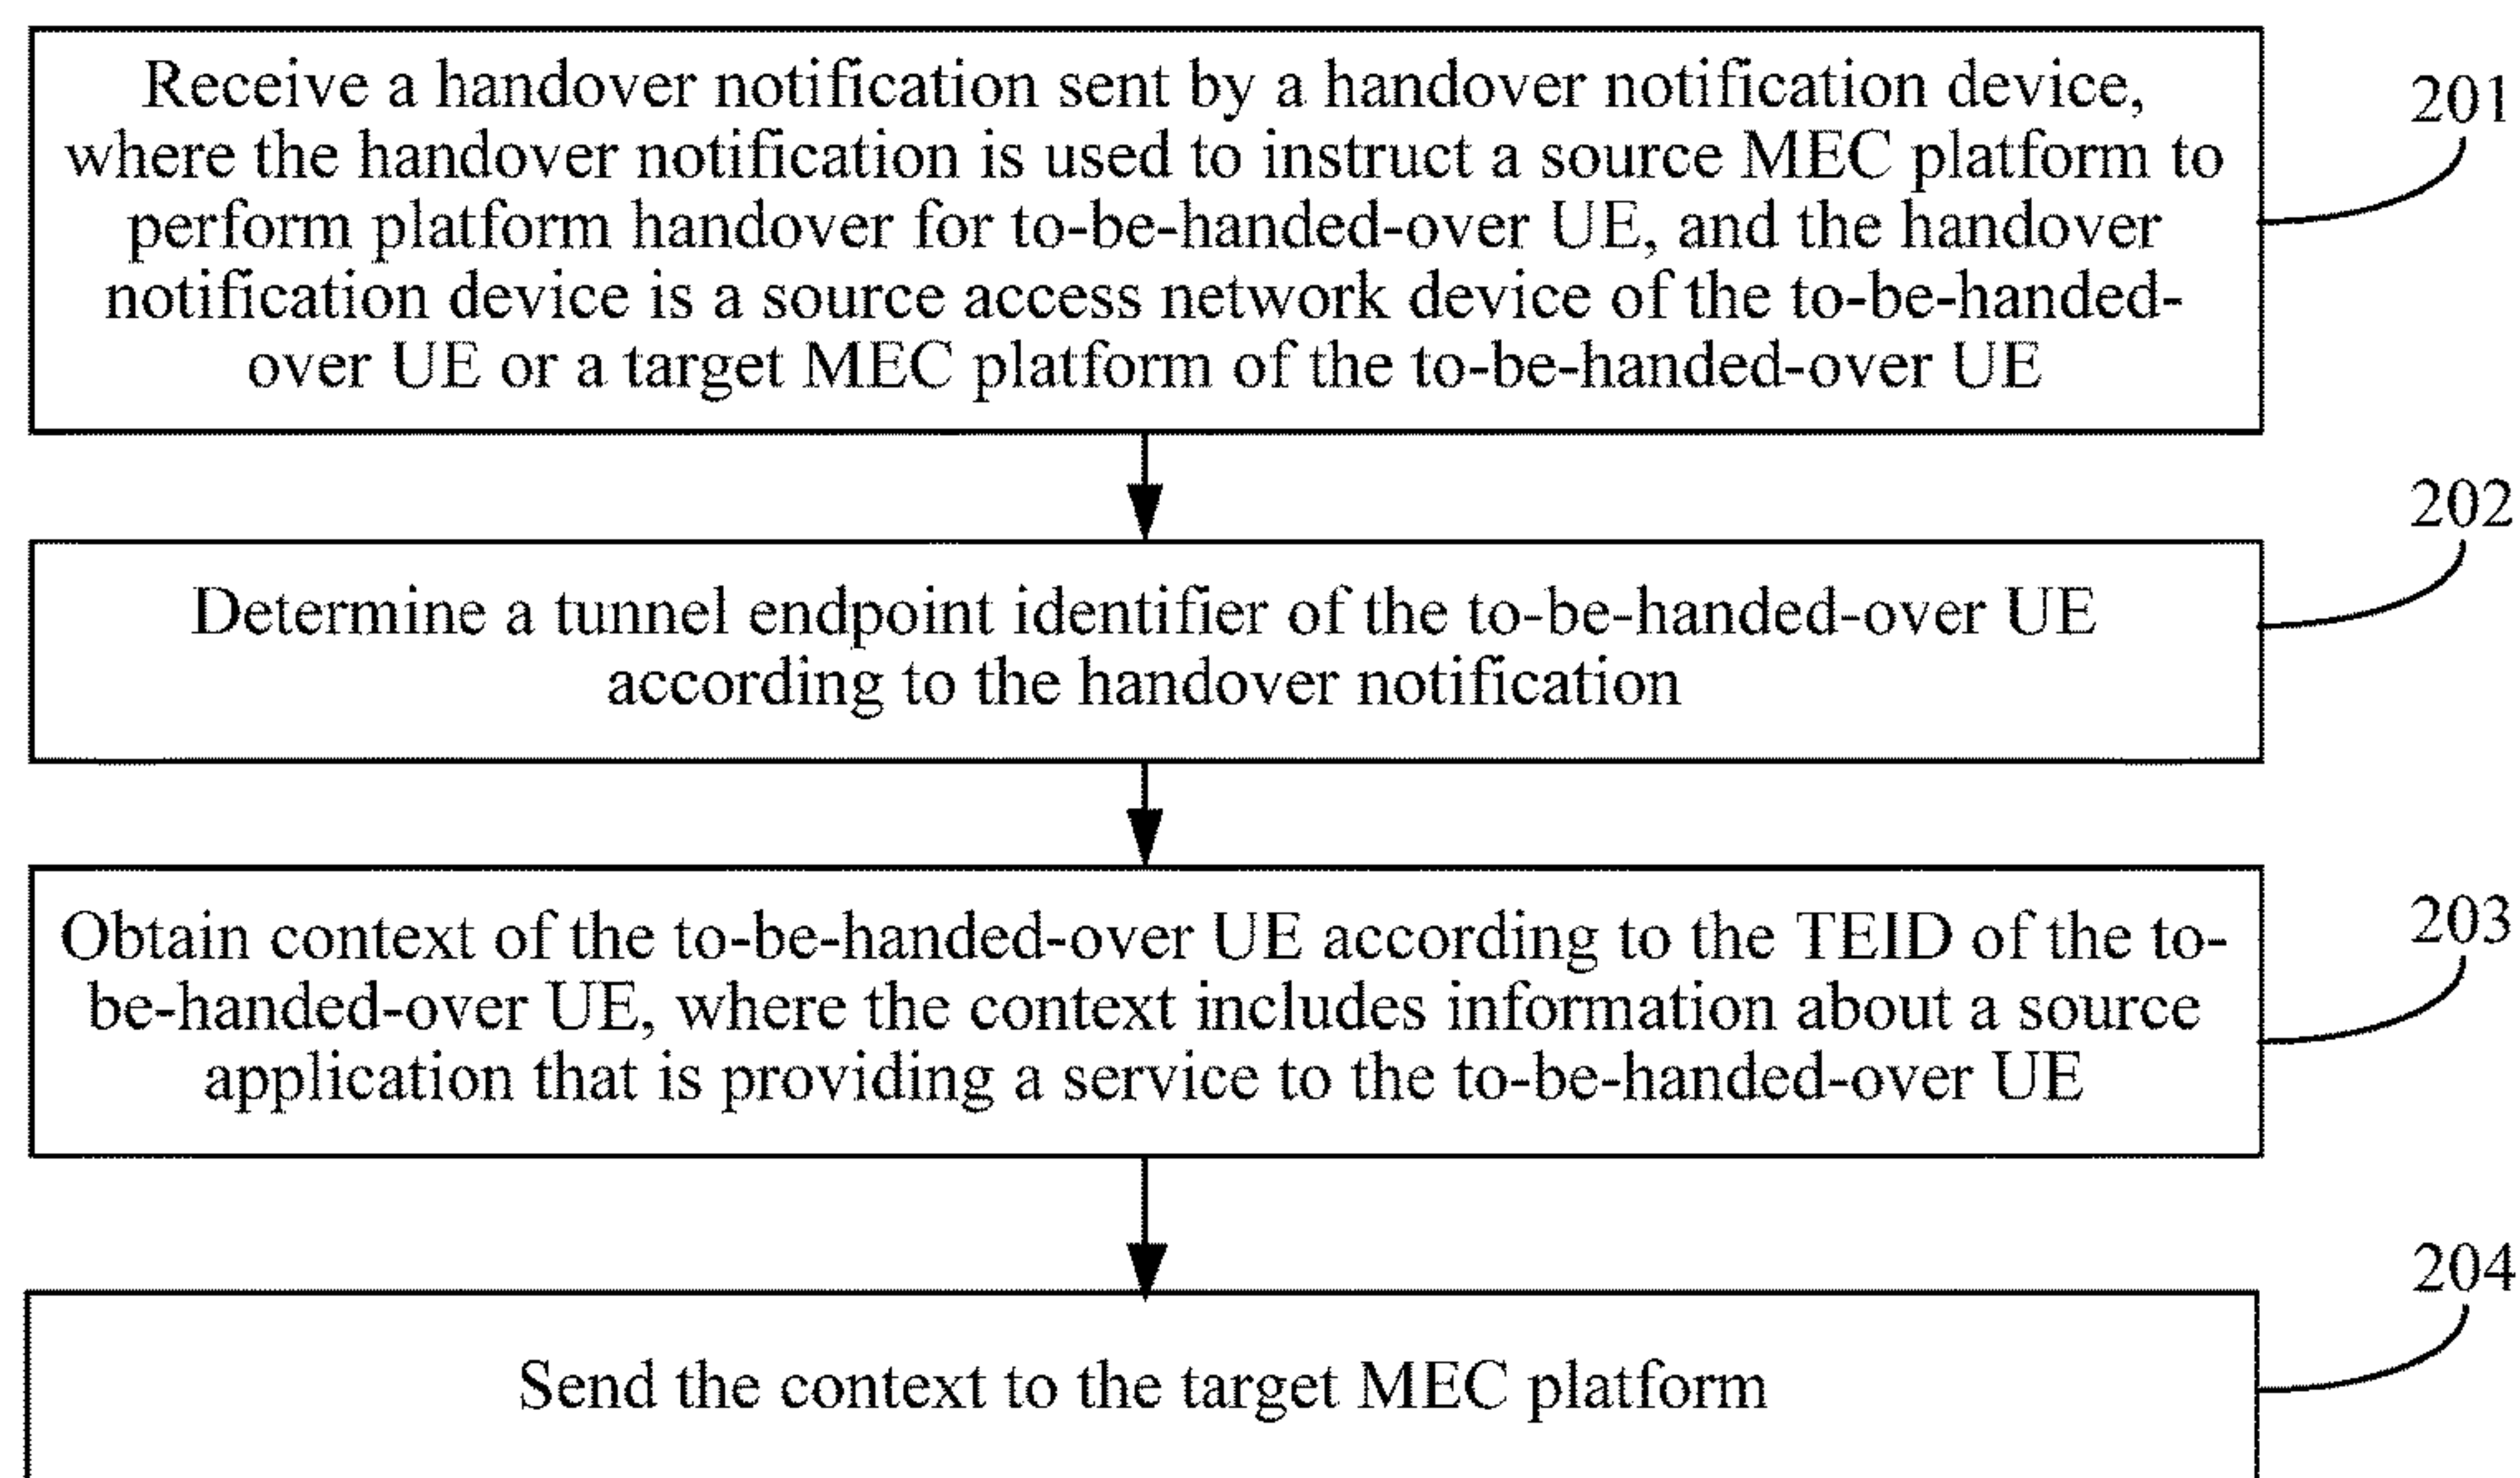 Receive a handover notification sent by a handover notification device,
where the handover notification is used to instruct a source MEC platform to
perform platform handover for to-be-handed-over UE, and the handover
notification device is a source access network device of the to-be-handed-
over UE or a target MEC platform of the to-be-handed-over UE
201
Determine a tunnel endpoint identifier of the to-be-handed-over UE
according to the handover notification
202
Obtain context of the to-be-handed-over UE according to the TEID of the to-
be-handed-over UE, where the context includes information about a source
application that is providing a service to the to-be-handed-over UE
203
Send the context to the target MEC platform
204